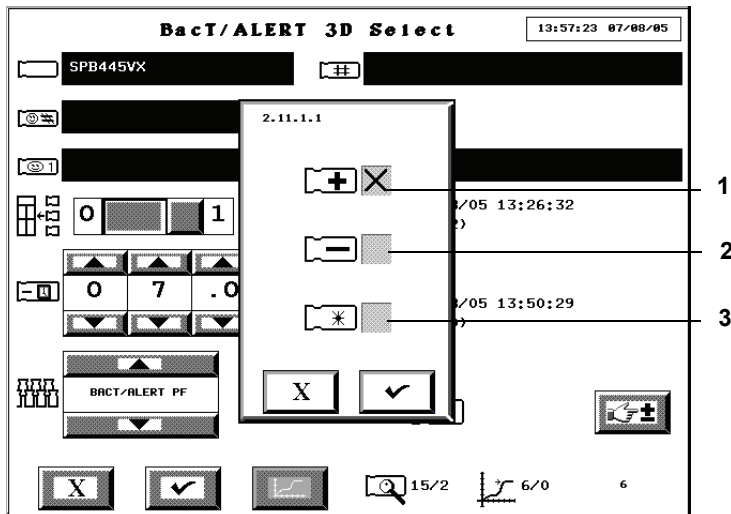 BacT/ALERT 3D Select
13:57:23 07/08/05
SPB445VX
2.11.1.1
1
0 1
/05 13:26:32
2)
2
0 7 .0
/05 13:50:29
)
3
BACT/ALERT PF
X
X
15/2
6/0
6